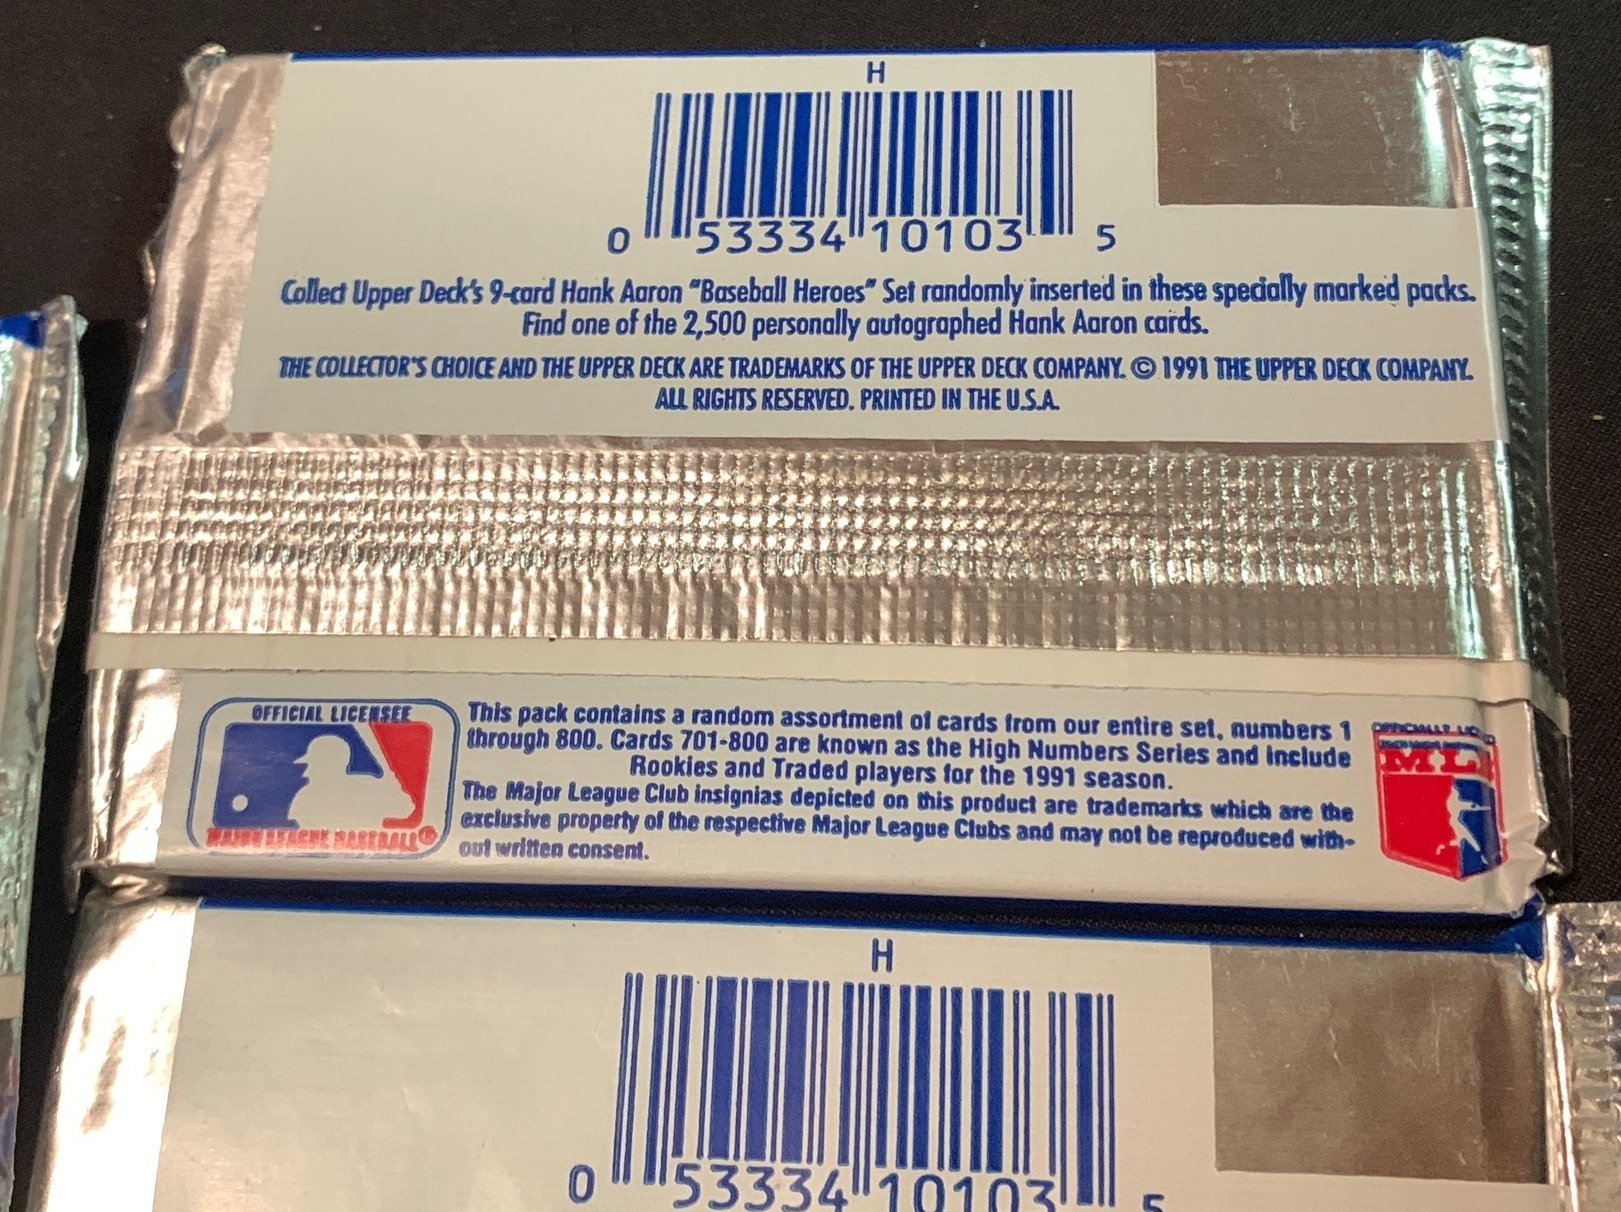 H
0 53334 10103 5
Collect Upper Deck's 9-card Hank Aaron "Baseball Heroes" Set randomly inserted in these specially marked packs.
Find one of the 2,500 personally autographed Hank Aaron cards.
THE COLLECTOR'S CHOICE AND THE UPPER DECK ARE TRADEMARKS OF THE UPPER DECK COMPANY. © 1991 THE UPPER DECK COMPANY.
ALL RIGHTS RESERVED. PRINTED IN THE U.S.A.
OFFICIAL LICENSEE
MAJOR LEAGUE BASEBALL®
This pack contains a random assortment of cards from our entire set, numbers 1
through 800. Cards 701-800 are known as the High Numbers Series and include
Rookies and Traded players for the 1991 season.
The Major League Club insignias depicted on this product are trademarks which are the
exclusive property of the respective Major League Clubs and may not be reproduced with-
out written consent.
H
0 53334 10103 5